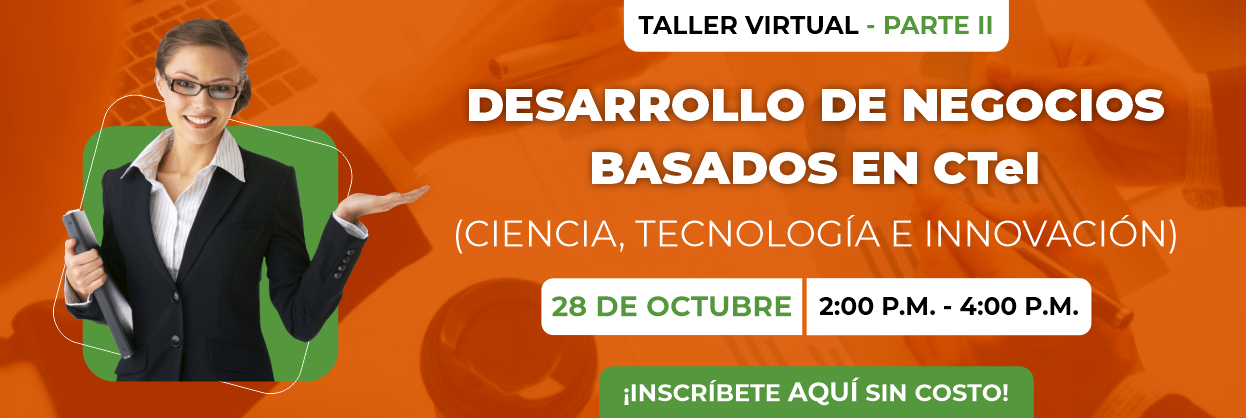 TALLER VIRTUAL - PARTE II
DESARROLLO DE NEGOCIOS
BASADOS EN CTeI
(CIENCIA, TECNOLOGÍA E INNOVACIÓN)
28 DE OCTUBRE
2:00 P.M. - 4:00 P.M.
¡INSCRÍBETE AQUÍ SIN COSTO!